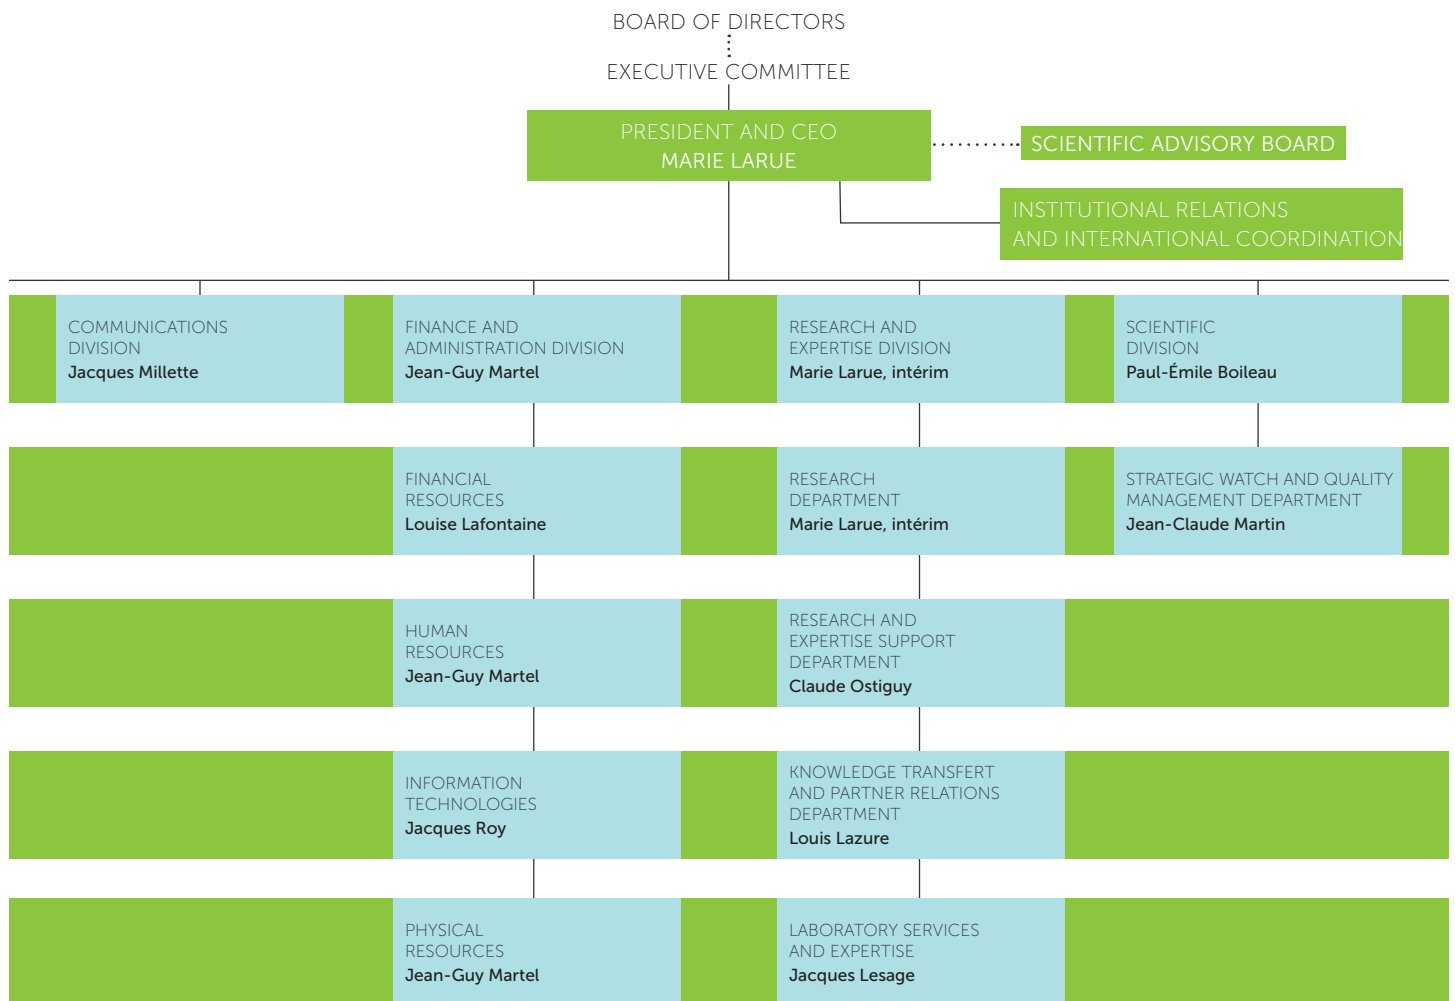 BOARD OF DIRECTORS
EXECUTIVE COMMITTEE
PRESIDENT AND CEO
MARIE LARUE
SCIENTIFIC ADVISORY BOARD
INSTITUTIONAL RELATIONS
AND INTERNATIONAL COORDINATION
COMMUNICATIONS
DIVISION
Jacques Millette
FINANCE AND
ADMINISTRATION DIVISION
Jean-Guy Martel
RESEARCH AND
EXPERTISE DIVISION
Marie Larue, intérim
SCIENTIFIC
DIVISION
Paul-Émile Boileau
FINANCIAL
RESOURCES
Louise Lafontaine
RESEARCH
DEPARTMENT
Marie Larue, intérim
STRATEGIC WATCH AND QUALITY
MANAGEMENT DEPARTMENT
Jean-Claude Martin
HUMAN
RESOURCES
Jean-Guy Martel
RESEARCH AND
EXPERTISE SUPPORT
DEPARTMENT
Claude Ostiguy
INFORMATION
TECHNOLOGIES
Jacques Roy
KNOWLEDGE TRANSFERT
AND PARTNER RELATIONS
DEPARTMENT
Louis Lazure
PHYSICAL
RESOURCES
Jean-Guy Martel
LABORATORY SERVICES
AND EXPERTISE
Jacques Lesage